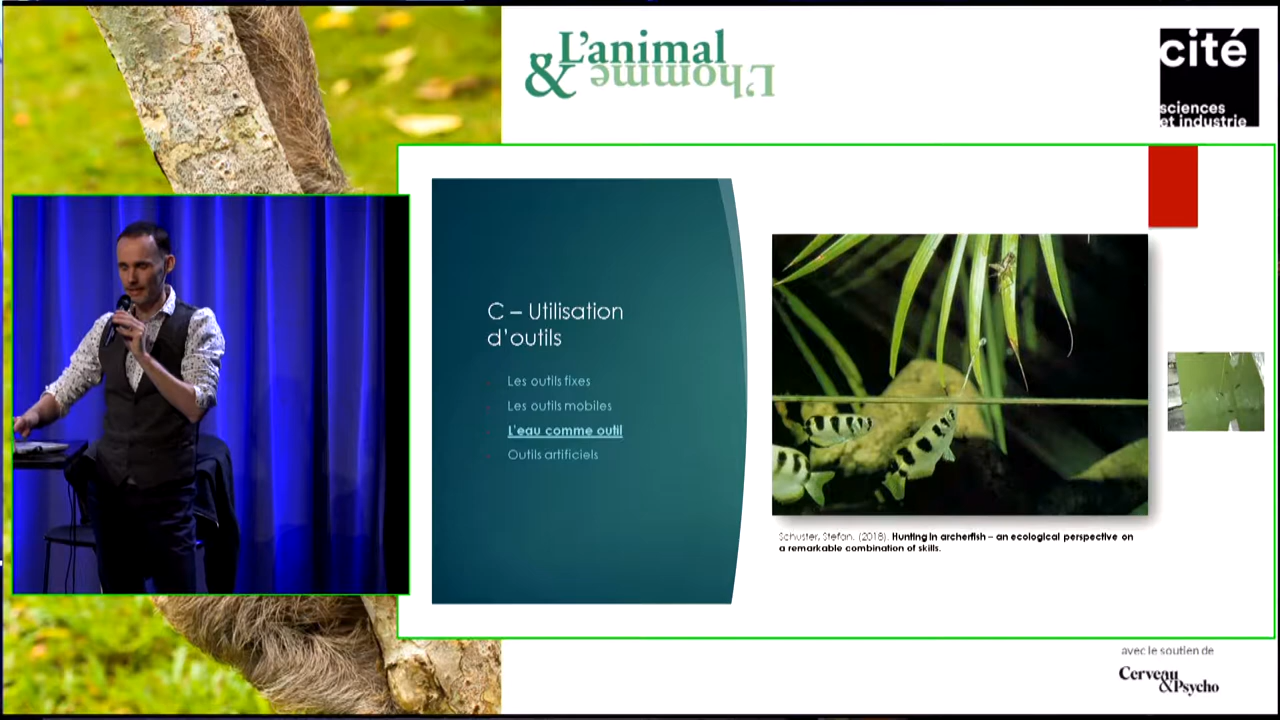 L'animal
& L'homme
cité
sciences
et industrie
C – Utilisation
d'outils
Les outils fixes
Les outils mobiles
L'eau comme outil
Outils artificiels
Schuster, Stefan. (2018). Hunting in archerfish – an ecological perspective on
a remarkable combination of skills.
avec le soutien de
Cerveau
&Psycho